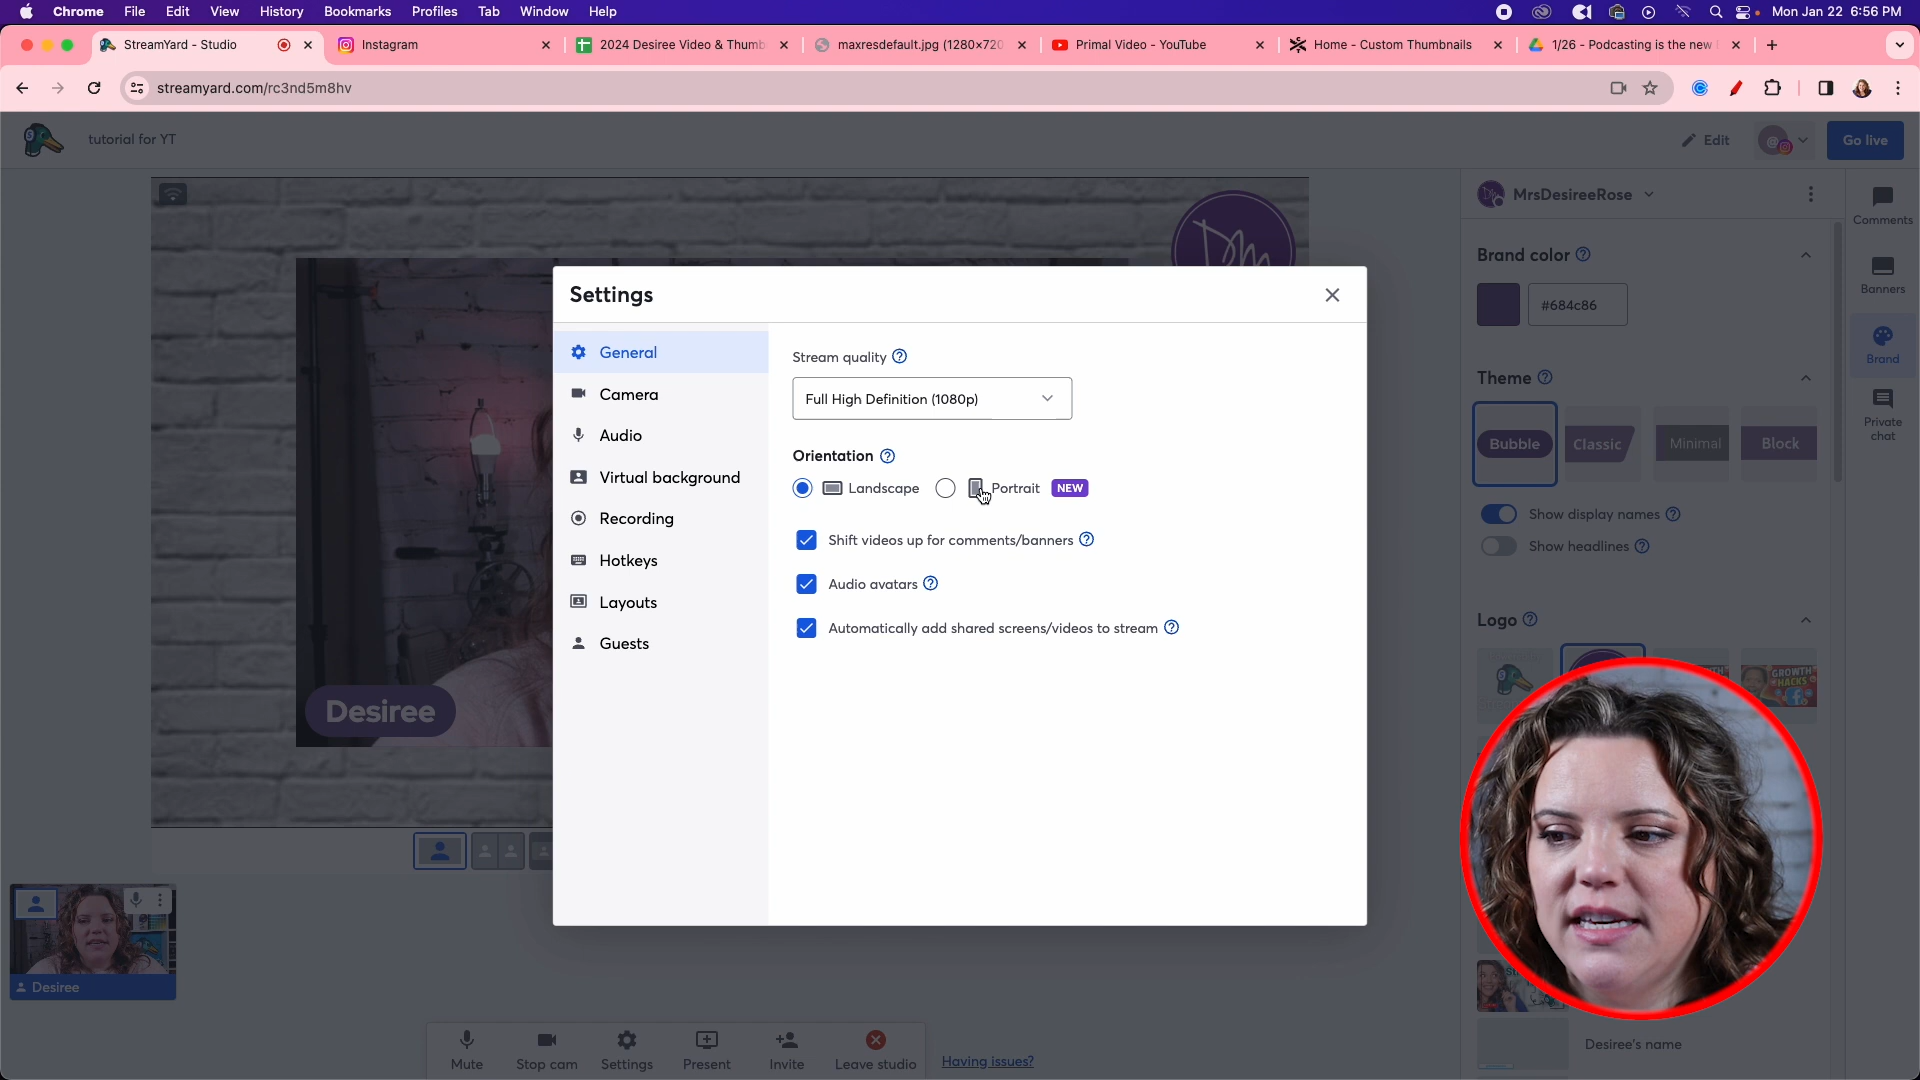 Chrome File Edit View History Bookmarks Profiles Tab Window Help Mon Jan 22 6:56 PM
StreamYard - Studio Instagram 2024 Desiree Video & Thumb maxresdefault.jpg (1280×720 Primal Video - YouTube Home - Custom Thumbnails 1/26 - Podcasting is the new
streamyard.com/rc3nd5m8hv
tutorial for YT Edit Go live
MrsDesireeRose
Comments
Brand color
Banners
#684c86
Brand
Theme
Private
chat
Bubble Classic Minimal Block
Show display names
Show headlines
Logo
GROWTH
HACKS
Desiree's name
Settings
General
Camera
Audio
Virtual background
Recording
Hotkeys
Layouts
Guests
Stream quality
Full High Definition (1080p)
Orientation
Landscape Portrait NEW
Shift videos up for comments/banners
Audio avatars
Automatically add shared screens/videos to stream
Dm
Desiree
Desiree
Mute Stop cam Settings Present Invite Leave studio Having issues?